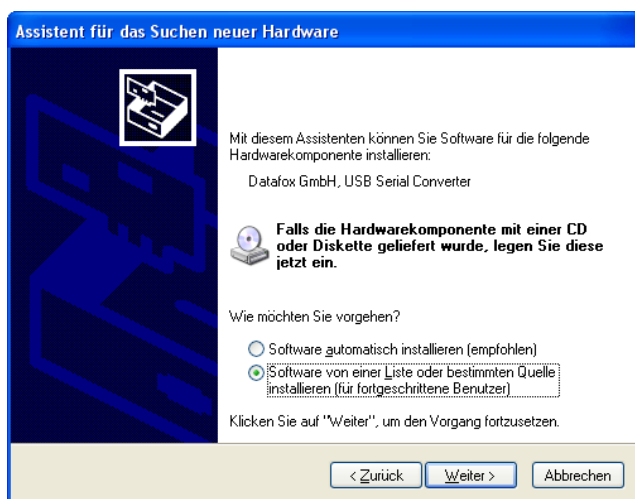 Assistent für das Suchen neuer Hardware
Mit diesem Assistenten können Sie Software für die folgende
Hardwarekomponente installieren:
Datafox GmbH, USB Serial Converter
Falls die Hardwarekomponente mit einer CD
oder Diskette geliefert wurde, legen Sie diese
jetzt ein.
Wie möchten Sie vorgehen?
Software automatisch installieren (empfohlen)
Software von einer Liste oder bestimmten Quelle
installieren (für fortgeschrittene Benutzer)
Klicken Sie auf "Weiter", um den Vorgang fortzusetzen.
< Zurück Weiter > Abbrechen